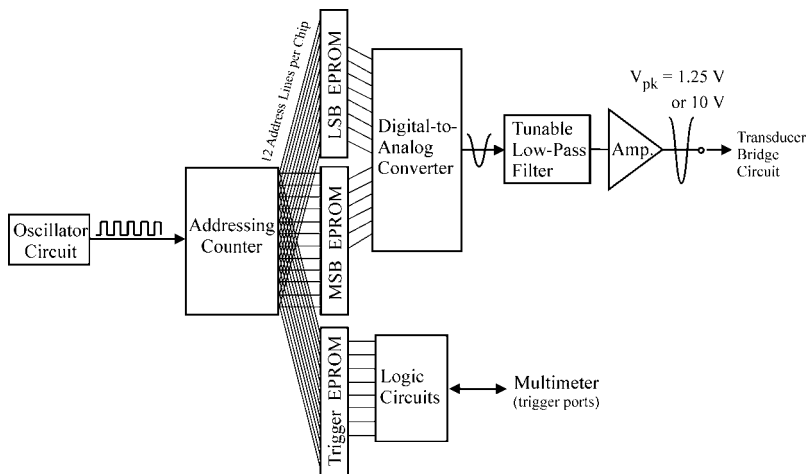 12 Address Lines per Chip
LSB EPROM
MSB EPROM
Trigger EPROM
Oscillator
Circuit
Addressing
Counter
Digital-to-
Analog
Converter
Tunable
Low-Pass
Filter
Amp.
V_pk = 1.25 V
or 10 V
Transducer
Bridge
Circuit
Logic
Circuits
Multimeter
(trigger ports)